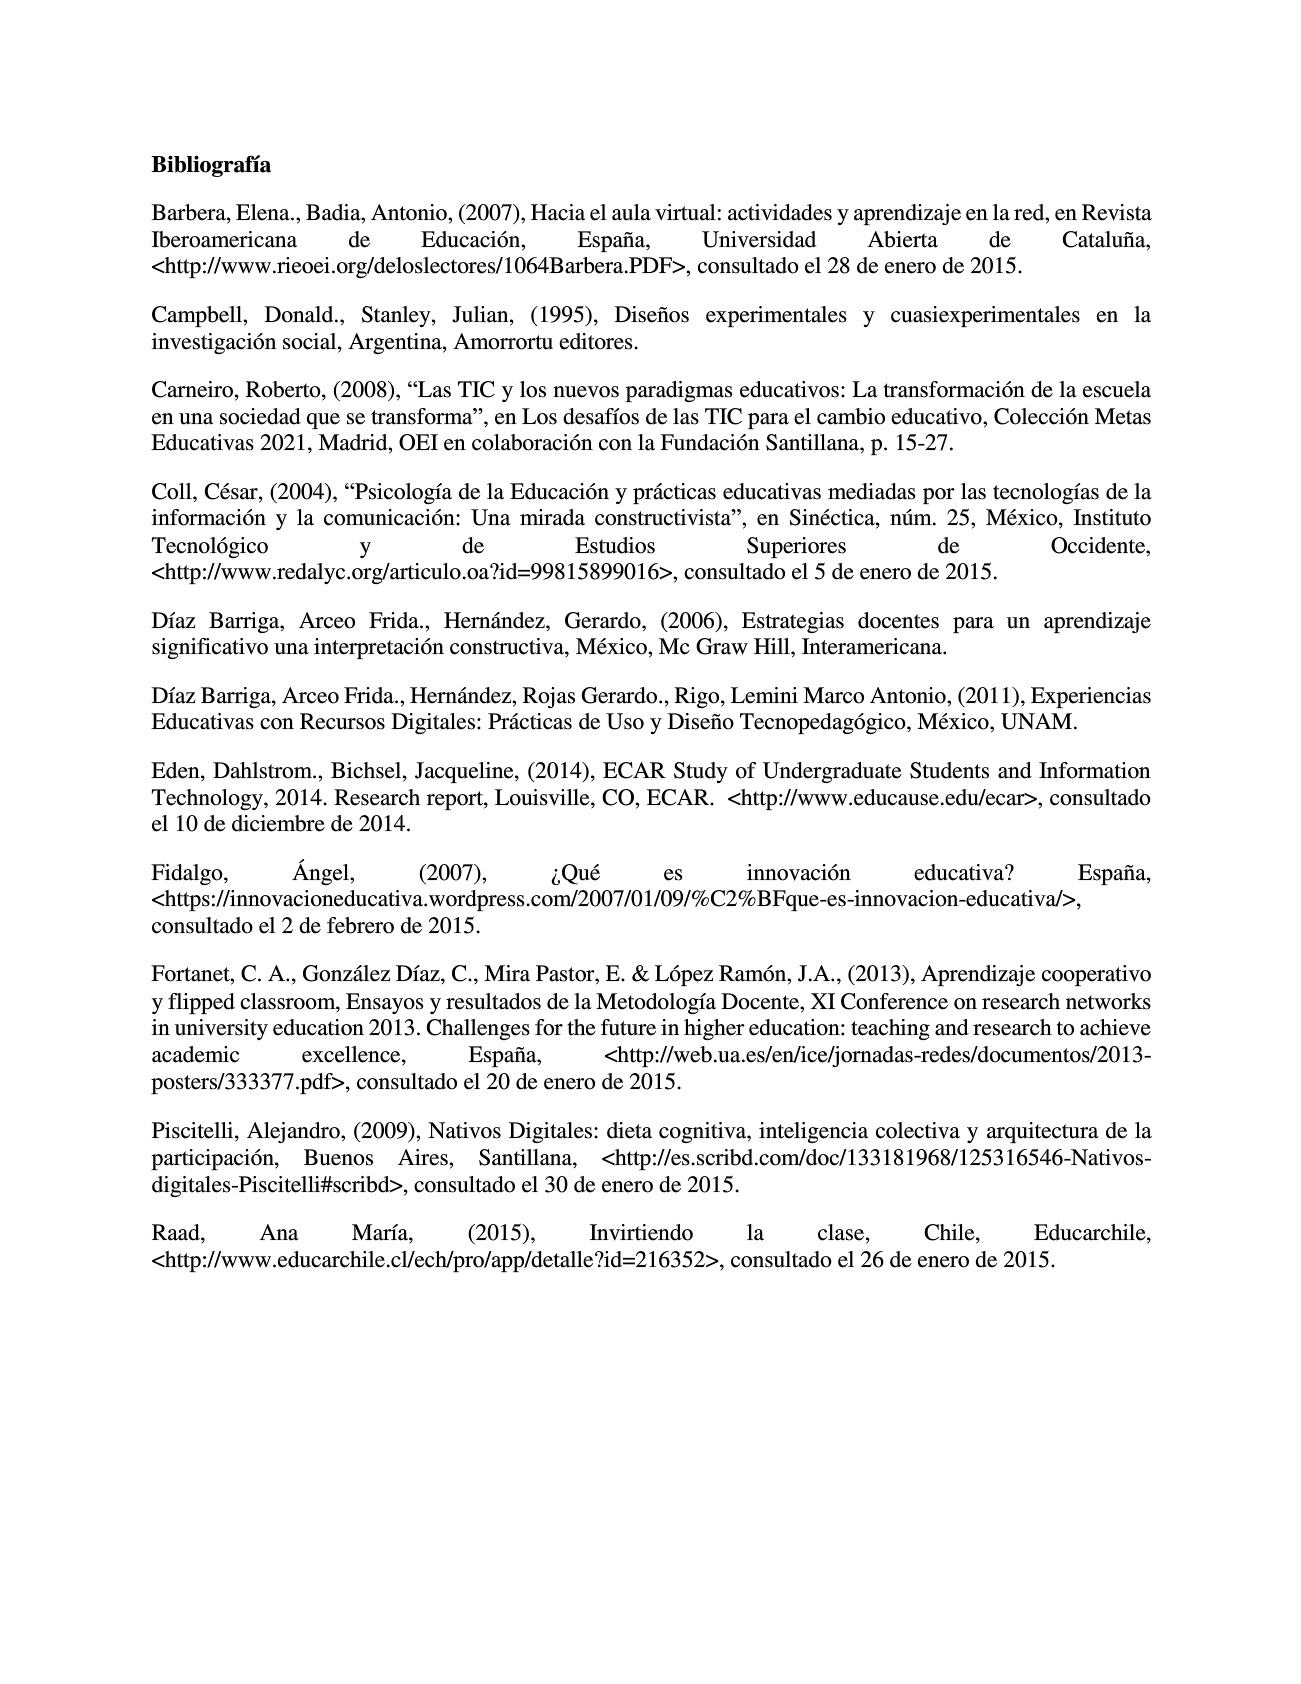 Bibliografía
Barbera, Elena., Badia, Antonio, (2007), Hacia el aula virtual: actividades y aprendizaje en la red, en Revista
Iberoamericana de Educación, España, Universidad Abierta de Cataluña,
<http://www.rieoei.org/deloslectores/1064Barbera.PDF>, consultado el 28 de enero de 2015.
Campbell, Donald., Stanley, Julian, (1995), Diseños experimentales y cuasiexperimentales en la
investigación social, Argentina, Amorrortu editores.
Carneiro, Roberto, (2008), “Las TIC y los nuevos paradigmas educativos: La transformación de la escuela
en una sociedad que se transforma”, en Los desafíos de las TIC para el cambio educativo, Colección Metas
Educativas 2021, Madrid, OEI en colaboración con la Fundación Santillana, p. 15-27.
Coll, César, (2004), “Psicología de la Educación y prácticas educativas mediadas por las tecnologías de la
información y la comunicación: Una mirada constructivista”, en Sinéctica, núm. 25, México, Instituto
Tecnológico y de Estudios Superiores de Occidente,
<http://www.redalyc.org/articulo.oa?id=99815899016>, consultado el 5 de enero de 2015.
Díaz Barriga, Arceo Frida., Hernández, Gerardo, (2006), Estrategias docentes para un aprendizaje
significativo una interpretación constructiva, México, Mc Graw Hill, Interamericana.
Díaz Barriga, Arceo Frida., Hernández, Rojas Gerardo., Rigo, Lemini Marco Antonio, (2011), Experiencias
Educativas con Recursos Digitales: Prácticas de Uso y Diseño Tecnopedagógico, México, UNAM.
Eden, Dahlstrom., Bichsel, Jacqueline, (2014), ECAR Study of Undergraduate Students and Information
Technology, 2014. Research report, Louisville, CO, ECAR. <http://www.educause.edu/ecar>, consultado
el 10 de diciembre de 2014.
Fidalgo, Ángel, (2007), ¿Qué es innovación educativa? España,
<https://innovacioneducativa.wordpress.com/2007/01/09/%C2%BFque-es-innovacion-educativa/>,
consultado el 2 de febrero de 2015.
Fortanet, C. A., González Díaz, C., Mira Pastor, E. & López Ramón, J.A., (2013), Aprendizaje cooperativo
y flipped classroom, Ensayos y resultados de la Metodología Docente, XI Conference on research networks
in university education 2013. Challenges for the future in higher education: teaching and research to achieve
academic excellence, España, <http://web.ua.es/en/ice/jornadas-redes/documentos/2013-
posters/333377.pdf>, consultado el 20 de enero de 2015.
Piscitelli, Alejandro, (2009), Nativos Digitales: dieta cognitiva, inteligencia colectiva y arquitectura de la
participación, Buenos Aires, Santillana, <http://es.scribd.com/doc/133181968/125316546-Nativos-
digitales-Piscitelli#scribd>, consultado el 30 de enero de 2015.
Raad, Ana María, (2015), Invirtiendo la clase, Chile, Educarchile,
<http://www.educarchile.cl/ech/pro/app/detalle?id=216352>, consultado el 26 de enero de 2015.